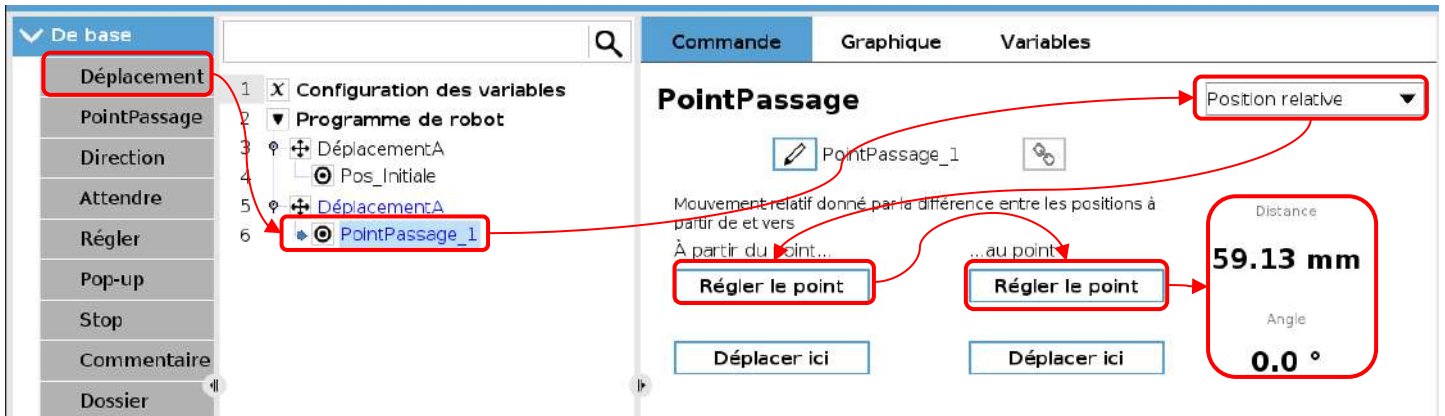 De base
Déplacement
PointPassage
Direction
Attendre
Régler
Pop-up
Stop
Commentaire
Dossier
1 X Configuration des variables
2 Programme de robot
3 DéplacementA
4 Pos_Initiale
5 DéplacementA
6 PointPassage_1
Commande Graphique Variables
PointPassage
Position relative
PointPassage_1
Mouvement relatif donné par la différence entre les positions à
partir de et vers
À partir du point... ...au point
Régler le point Régler le point
Déplacer ici Déplacer ici
Distance
59.13 mm
Angle
0.0 °